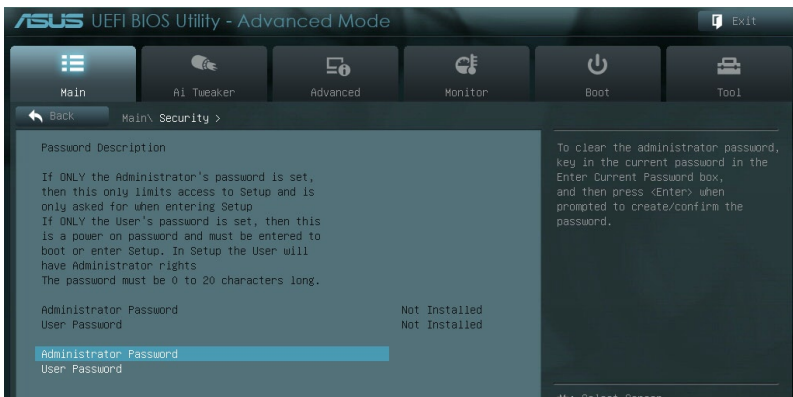 ASUS UEFI BIOS Utility - Advanced Mode
Exit
Main
Ai Tweaker
Advanced
Monitor
Boot
Tool
Back
Main\ Security >
Password Description
If ONLY the Administrator's password is set,
then this only limits access to Setup and is
only asked for when entering Setup
If ONLY the User's password is set, then this
is a power on password and must be entered to
boot or enter Setup. In Setup the User will
have Administrator rights
The password must be 0 to 20 characters long.
Administrator Password Not Installed
User Password Not Installed
Administrator Password
User Password
To clear the administrator password,
key in the current password in the
Enter Current Password box,
and then press <Enter> when
prompted to create/confirm the
password.